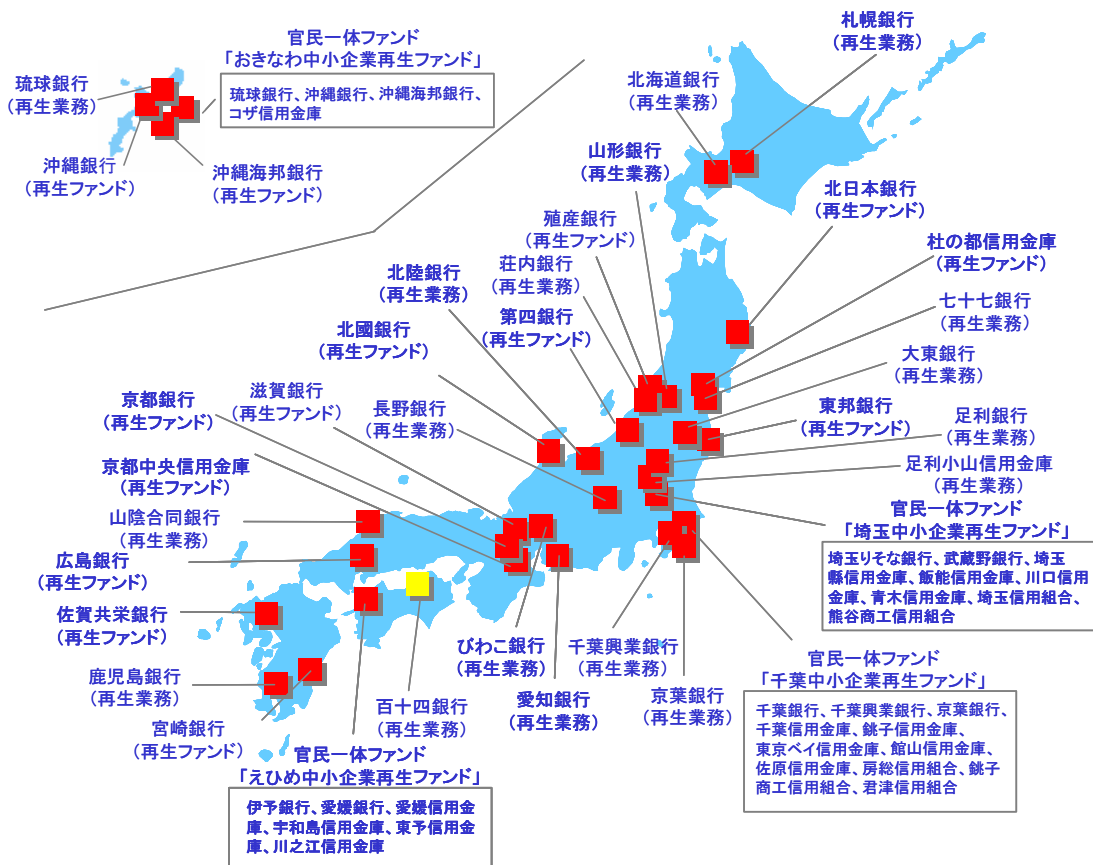 官民一体ファンド
「おきなわ中小企業再生ファンド」
琉球銀行、沖縄銀行、沖縄海邦銀行、
コザ信用金庫
琉球銀行
(再生業務)
沖縄銀行
(再生ファンド)
沖縄海邦銀行
(再生ファンド)
札幌銀行
(再生業務)
北海道銀行
(再生業務)
山形銀行
(再生業務)
北日本銀行
(再生ファンド)
殖産銀行
(再生ファンド)
杜の都信用金庫
(再生ファンド)
荘内銀行
(再生業務)
北陸銀行
(再生業務)
七十七銀行
(再生業務)
第四銀行
(再生ファンド)
北國銀行
(再生ファンド)
大東銀行
(再生業務)
滋賀銀行
(再生ファンド)
京都銀行
(再生ファンド)
長野銀行
(再生業務)
東邦銀行
(再生ファンド)
足利銀行
(再生業務)
京都中央信用金庫
(再生ファンド)
足利小山信用金庫
(再生業務)
山陰合同銀行
(再生業務)
官民一体ファンド
「埼玉中小企業再生ファンド」
埼玉りそな銀行、武蔵野銀行、埼玉
縣信用金庫、飯能信用金庫、川口信用
金庫、青木信用金庫、埼玉信用組合、
熊谷商工信用組合
広島銀行
(再生ファンド)
佐賀共栄銀行
(再生ファンド)
鹿児島銀行
(再生業務)
宮崎銀行
(再生ファンド)
百十四銀行
(再生業務)
びわこ銀行
(再生業務)
愛知銀行
(再生業務)
千葉興業銀行
(再生業務)
京葉銀行
(再生業務)
官民一体ファンド
「千葉中小企業再生ファンド」
千葉銀行、千葉興業銀行、京葉銀行、
千葉信用金庫、銚子信用金庫、
東京ベイ信用金庫、館山信用金庫、
佐原信用金庫、房総信用組合、銚子
商工信用組合、君津信用組合
官民一体ファンド
「えひめ中小企業再生ファンド」
伊予銀行、愛媛銀行、愛媛信用金
庫、宇和島信用金庫、東予信用金
庫、川之江信用金庫